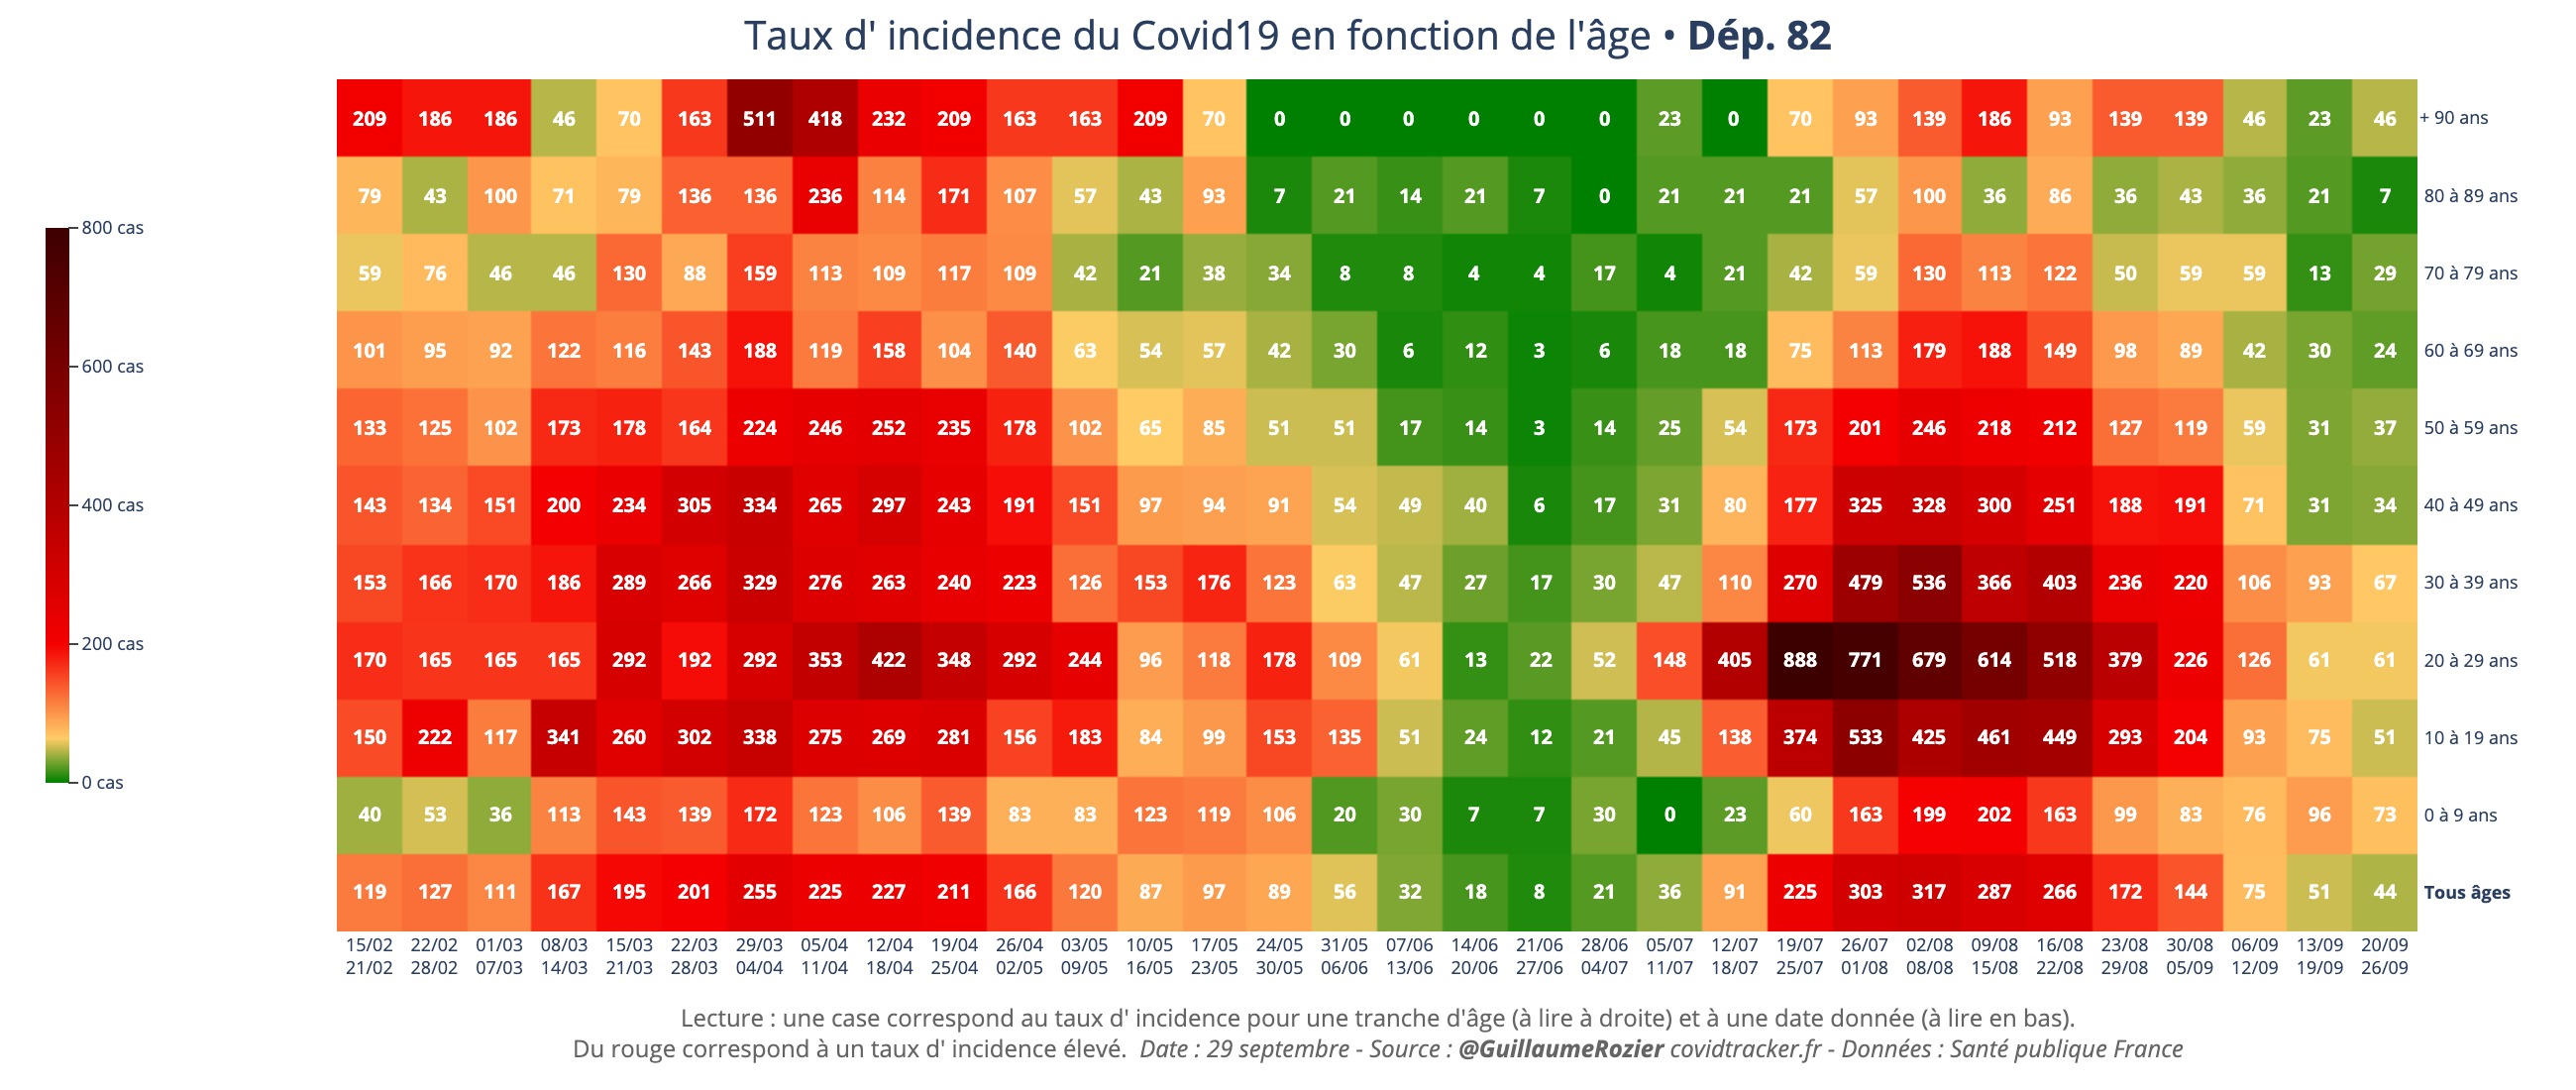 Taux d' incidence du Covid19 en fonction de l'âge • Dép. 82
800 cas
600 cas
400 cas
200 cas
0 cas
209 186 186 46 70 163 511 418 232 209 163 163 209 70 0 0 0 0 0 0 23 0 70 93 139 186 93 139 139 46 23 46 + 90 ans
79 43 100 71 79 136 136 236 114 171 107 57 43 93 7 21 14 21 7 0 21 21 21 57 100 36 86 36 43 36 21 7 80 à 89 ans
59 76 46 46 130 88 159 113 109 117 109 42 21 38 34 8 8 4 4 17 4 21 42 59 130 113 122 50 59 59 13 29 70 à 79 ans
101 95 92 122 116 143 188 119 158 104 140 63 54 57 42 30 6 12 3 6 18 18 75 113 179 188 149 98 89 42 30 24 60 à 69 ans
133 125 102 173 178 164 224 246 252 235 178 102 65 85 51 51 17 14 3 14 25 54 173 201 246 218 212 127 119 59 31 37 50 à 59 ans
143 134 151 200 234 305 334 265 297 243 191 151 97 94 91 54 49 40 6 17 31 80 177 325 328 300 251 188 191 71 31 34 40 à 49 ans
153 166 170 186 289 266 329 276 263 240 223 126 153 176 123 63 47 27 17 30 47 110 270 479 536 366 403 236 220 106 93 67 30 à 39 ans
170 165 165 165 292 192 292 353 422 348 292 244 96 118 178 109 61 13 22 52 148 405 888 771 679 614 518 379 226 126 61 61 20 à 29 ans
150 222 117 341 260 302 338 275 269 281 156 183 84 99 153 135 51 24 12 21 45 138 374 533 425 461 449 293 204 93 75 51 10 à 19 ans
40 53 36 113 143 139 172 123 106 139 83 83 123 119 106 20 30 7 7 30 0 23 60 163 199 202 163 99 83 76 96 73 0 à 9 ans
119 127 111 167 195 201 255 225 227 211 166 120 87 97 89 56 32 18 8 21 36 91 225 303 317 287 266 172 144 75 51 44 Tous âges
15/02 22/02 01/03 08/03 15/03 22/03 29/03 05/04 12/04 19/04 26/04 03/05 10/05 17/05 24/05 31/05 07/06 14/06 21/06 28/06 05/07 12/07 19/07 26/07 02/08 09/08 16/08 23/08 30/08 06/09 13/09 20/09
21/02 28/02 07/03 14/03 21/03 28/03 04/04 11/04 18/04 25/04 02/05 09/05 16/05 23/05 30/05 06/06 13/06 20/06 27/06 04/07 11/07 18/07 25/07 01/08 08/08 15/08 22/08 29/08 05/09 12/09 19/09 26/09
Lecture : une case correspond au taux d' incidence pour une tranche d'âge (à lire à droite) et à une date donnée (à lire en bas).
Du rouge correspond à un taux d' incidence élevé. Date : 29 septembre - Source : @GuillaumeRozier covidtracker.fr - Données : Santé publique France